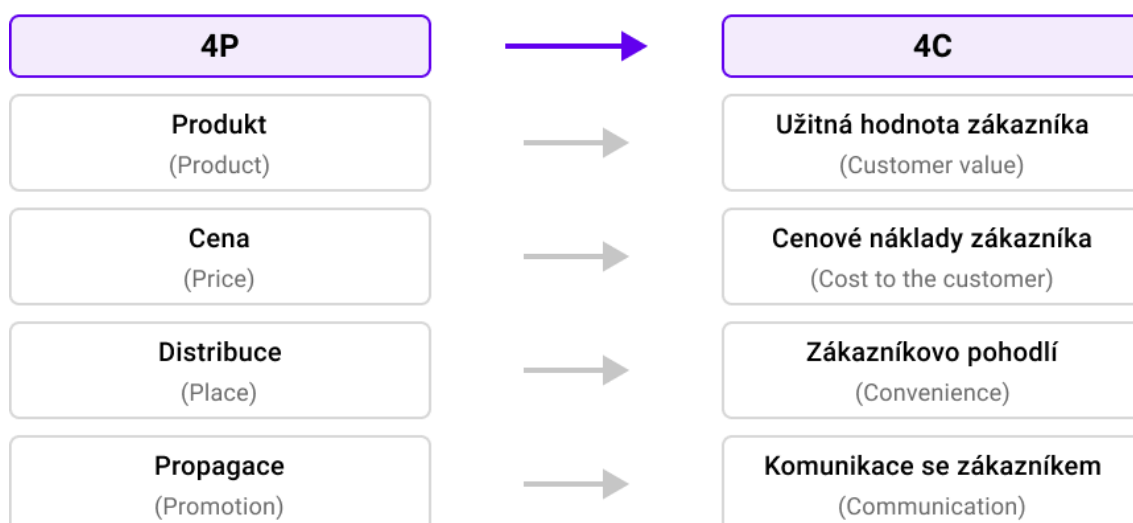 4P
4C
Produkt
(Product)
Užitná hodnota zákazníka
(Customer value)
Cena
(Price)
Cenové náklady zákazníka
(Cost to the customer)
Distribuce
(Place)
Zákazníkovo pohodlí
(Convenience)
Propagace
(Promotion)
Komunikace se zákazníkem
(Communication)